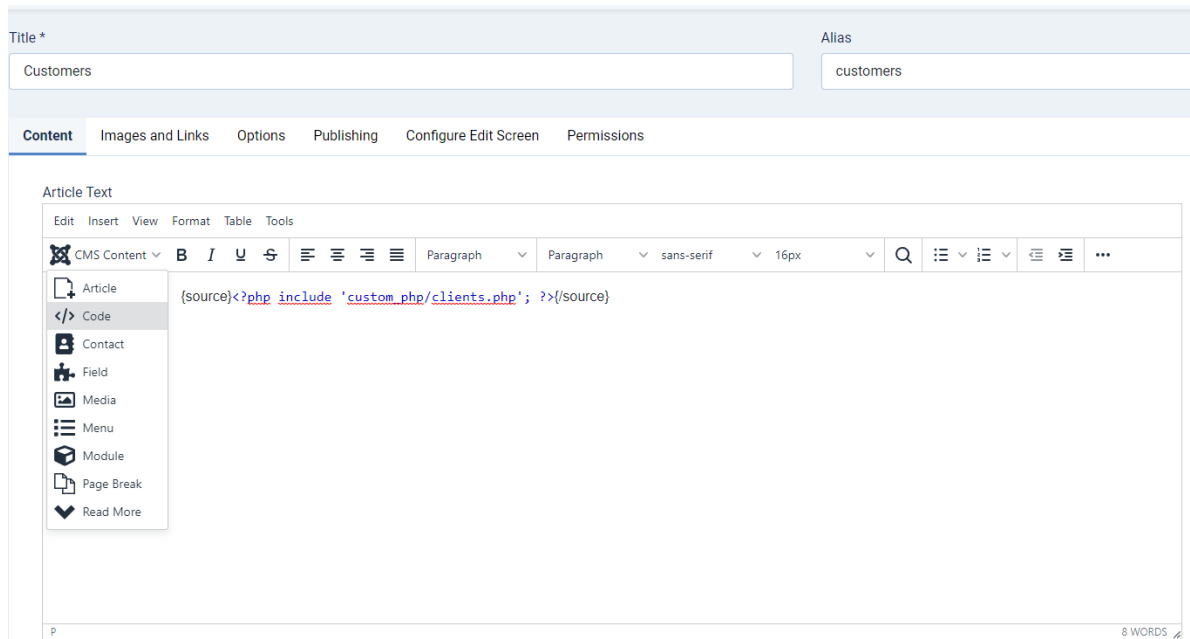 Title *
Alias
Customers
customers
Content Images and Links Options Publishing Configure Edit Screen Permissions
Article Text
Edit Insert View Format Table Tools
CMS Content B I U S Paragraph Paragraph sans-serif 16px
Article
{source}<?php include 'custom_php/clients.php'; ?>{/source}
Code
Contact
Field
Media
Menu
Module
Page Break
Read More
P
8 WORDS